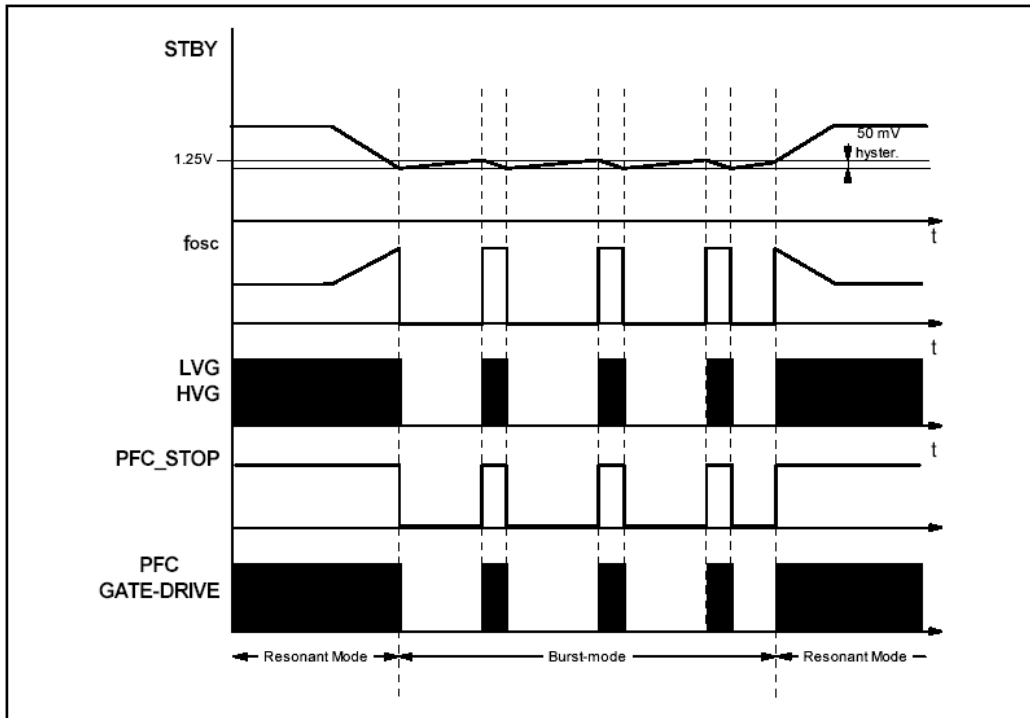 STBY
50 mV
hyster.
1.25V
t
fosc
t
LVG
HVG
t
PFC_STOP
PFC
GATE-DRIVE
Resonant Mode
Burst-mode
Resonant Mode